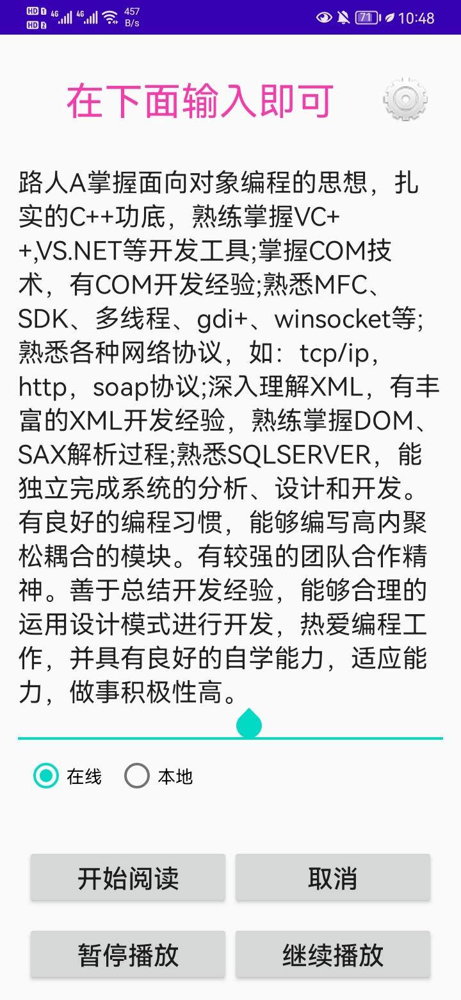 HD 1 4G 4G 457
HD 2 B/s
71 10:48
在下面输入即可
路人A掌握面向对象编程的思想，扎
实的C++功底，熟练掌握VC+
+,VS.NET等开发工具;掌握COM技
术，有COM开发经验;熟悉MFC、
SDK、多线程、gdi+、winsocket等;
熟悉各种网络协议，如：tcp/ip，
http，soap协议;深入理解XML，有丰
富的XML开发经验，熟练掌握DOM、
SAX解析过程;熟悉SQLSERVER，能
独立完成系统的分析、设计和开发。
有良好的编程习惯，能够编写高内聚
松耦合的模块。有较强的团队合作精
神。善于总结开发经验，能够合理的
运用设计模式进行开发，热爱编程工
作，并具有良好的自学能力，适应能
力，做事积极性高。
在线 本地
开始阅读 取消
暂停播放 继续播放